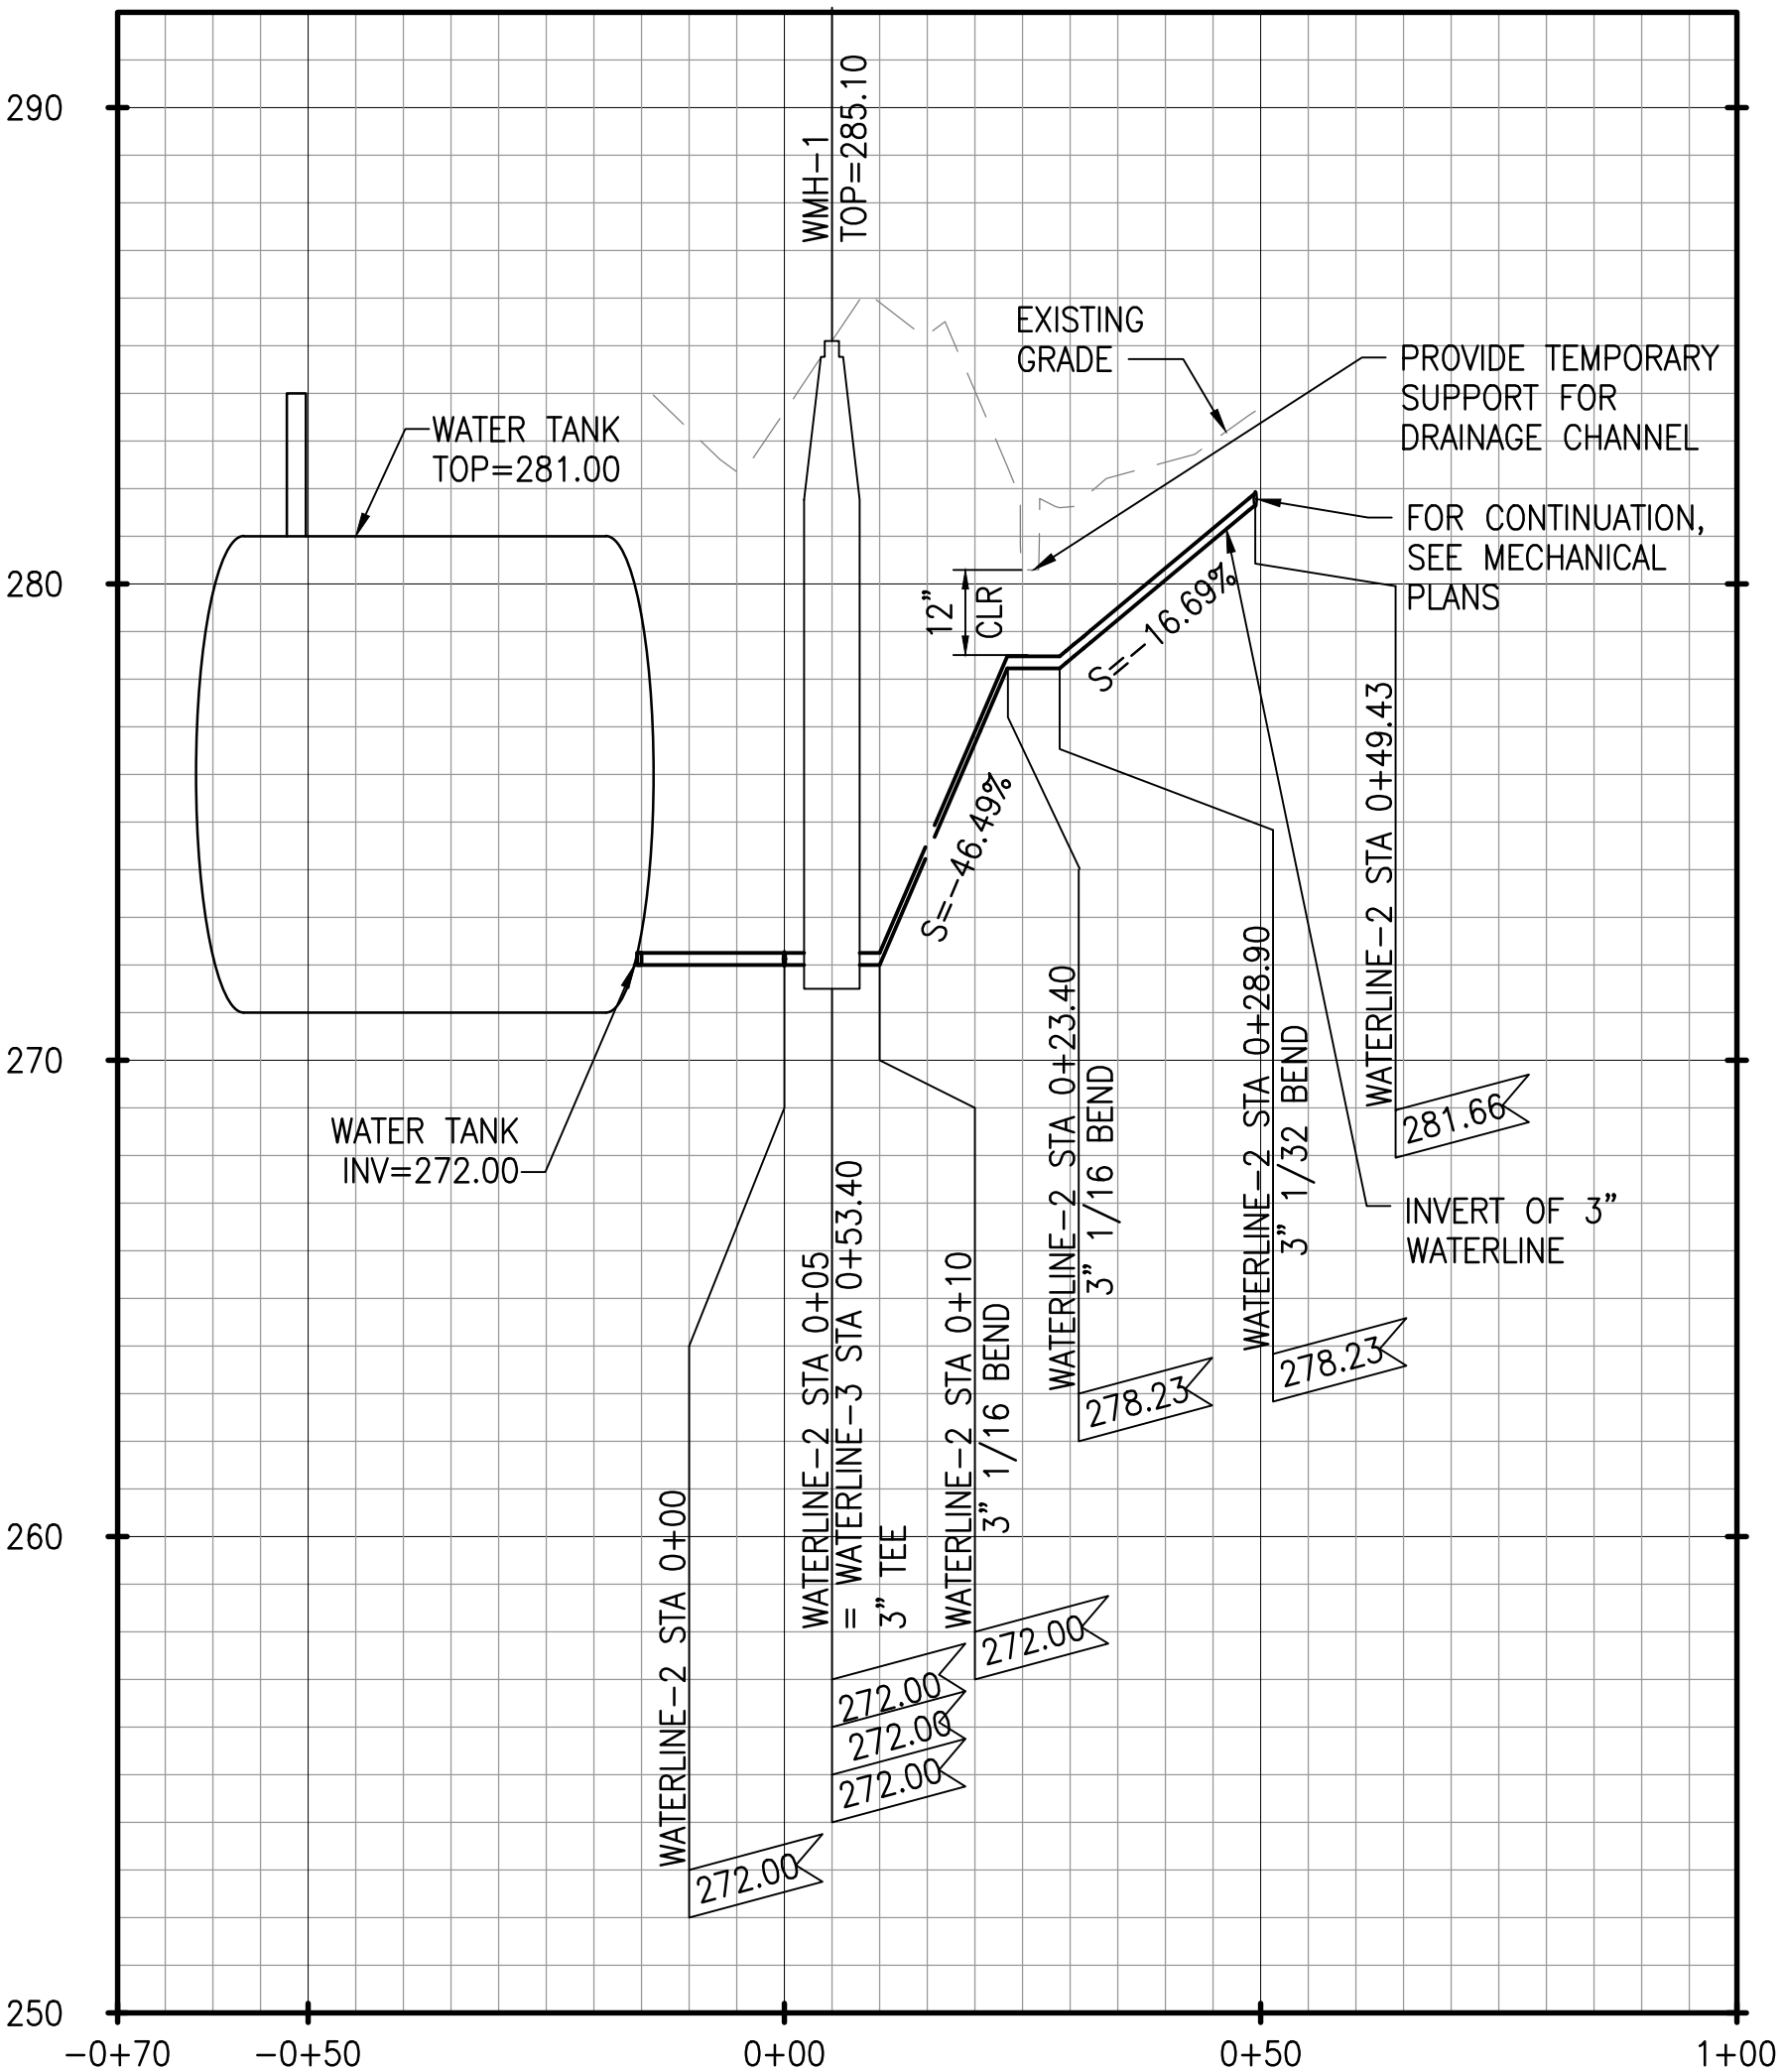 290
280
270
260
250
-0+70
-0+50
0+00
0+50
1+00
WMH-1
TOP=285.10
EXISTING
GRADE
PROVIDE TEMPORARY
SUPPORT FOR
DRAINAGE CHANNEL
WATER TANK
TOP=281.00
FOR CONTINUATION,
SEE MECHANICAL
PLANS
12"
CLR
S=-16.69%
S=-46.49%
WATER TANK
INV=272.00
INVERT OF 3"
WATERLINE
WATERLINE-2 STA 0+00
272.00
WATERLINE-2 STA 0+05
= WATERLINE-3 STA 0+53.40
3" TEE
272.00
272.00
272.00
WATERLINE-2 STA 0+10
3" 1/16 BEND
272.00
WATERLINE-2 STA 0+23.40
3" 1/16 BEND
278.23
WATERLINE-2 STA 0+28.90
3" 1/32 BEND
278.23
WATERLINE-2 STA 0+49.43
281.66